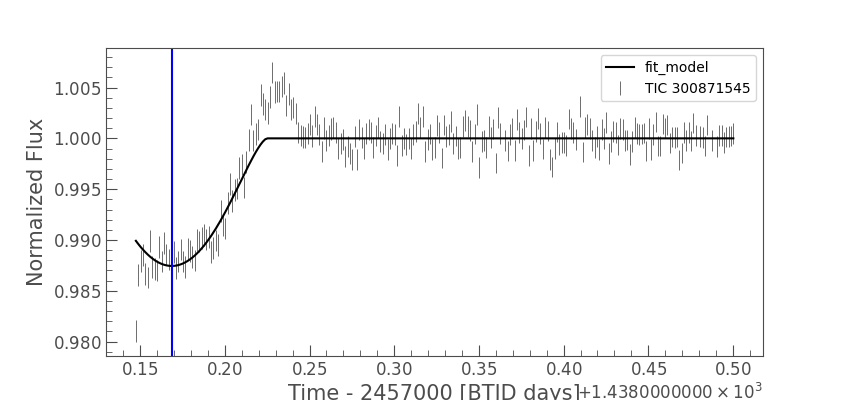 fit_model
TIC 300871545
1.005
1.000
0.995
0.990
0.985
0.980
Normalized Flux
0.15 0.20 0.25 0.30 0.35 0.40 0.45 0.50
Time - 2457000 [BTJD days]
+1.4380000000 × 10³